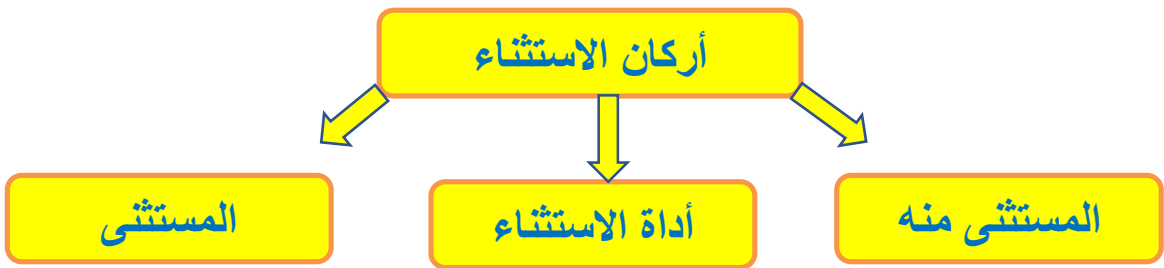 أركان الاستثناء
المستثنى منه
أداة الاستثناء
المستثنى